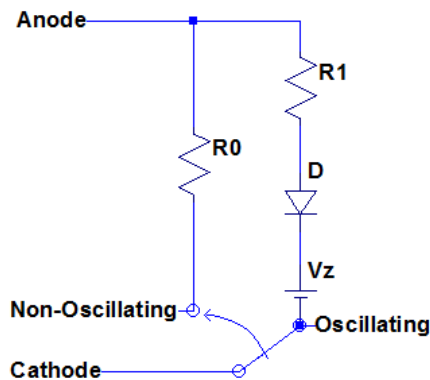 Anode
R1
R0
D
Vz
Non-Oscillating
Oscillating
Cathode